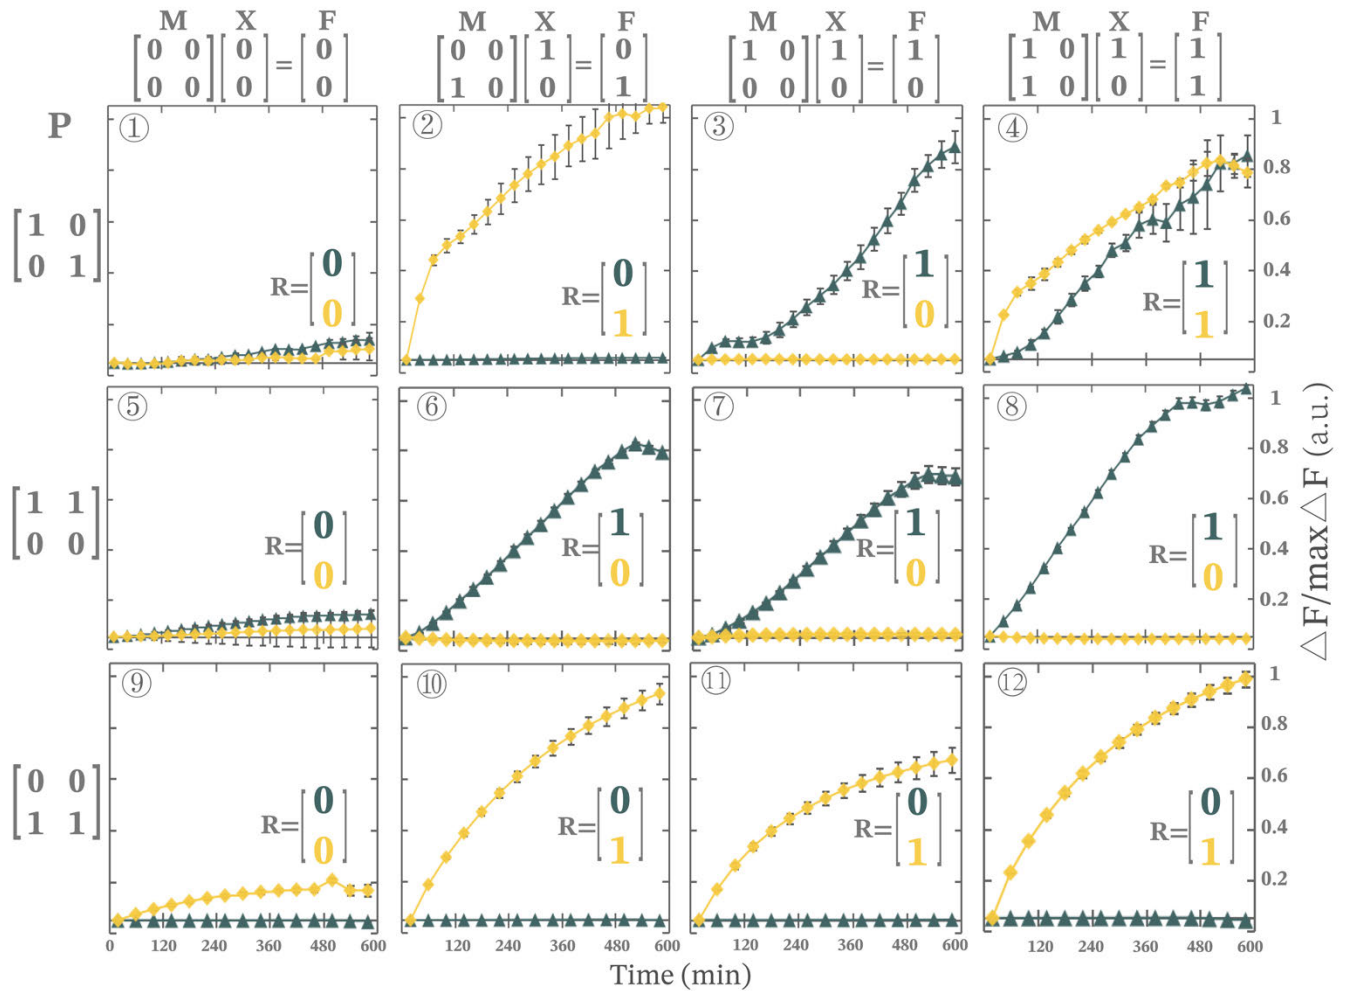 M X F M X F M X F M X F
[0 0 [0 [0 [0 0 [1 [0 [1 0 [1 [1 [1 0 [1 [1
0 0] 0] = 0] 1 0] 0] = 1] 0 0] 0] = 0] 1 0] 0] = 1]
P
① ② ③ ④ 1
0.8
[1 0
0 1]
0.6
0.4
R=[0 0] R=[0 1] R=[1 0] R=[1 1]
0.2
⑤ ⑥ ⑦ ⑧ 1
0.8
[1 1
0 0]
0.6
0.4
R=[0 0] R=[1 0] R=[1 0] R=[1 0]
0.2
△F/max△F (a.u.)
⑨ ⑩ ⑪ ⑫ 1
0.8
[0 0
1 1]
0.6
0.4
R=[0 0] R=[0 1] R=[0 1] R=[0 1]
0.2
0 120 240 360 480 600 120 240 360 480 600 120 240 360 480 600 120 240 360 480 600
Time (min)